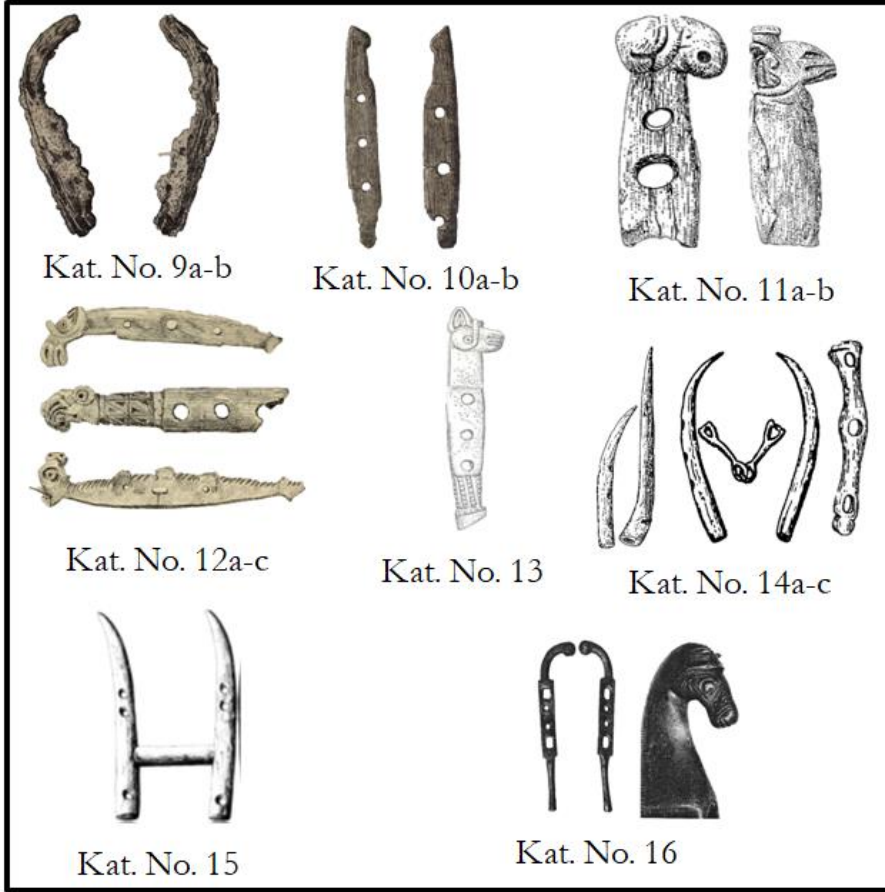 Kat. No. 9a-b
Kat. No. 10a-b
Kat. No. 11a-b
Kat. No. 12a-c
Kat. No. 13
Kat. No. 14a-c
Kat. No. 15
Kat. No. 16